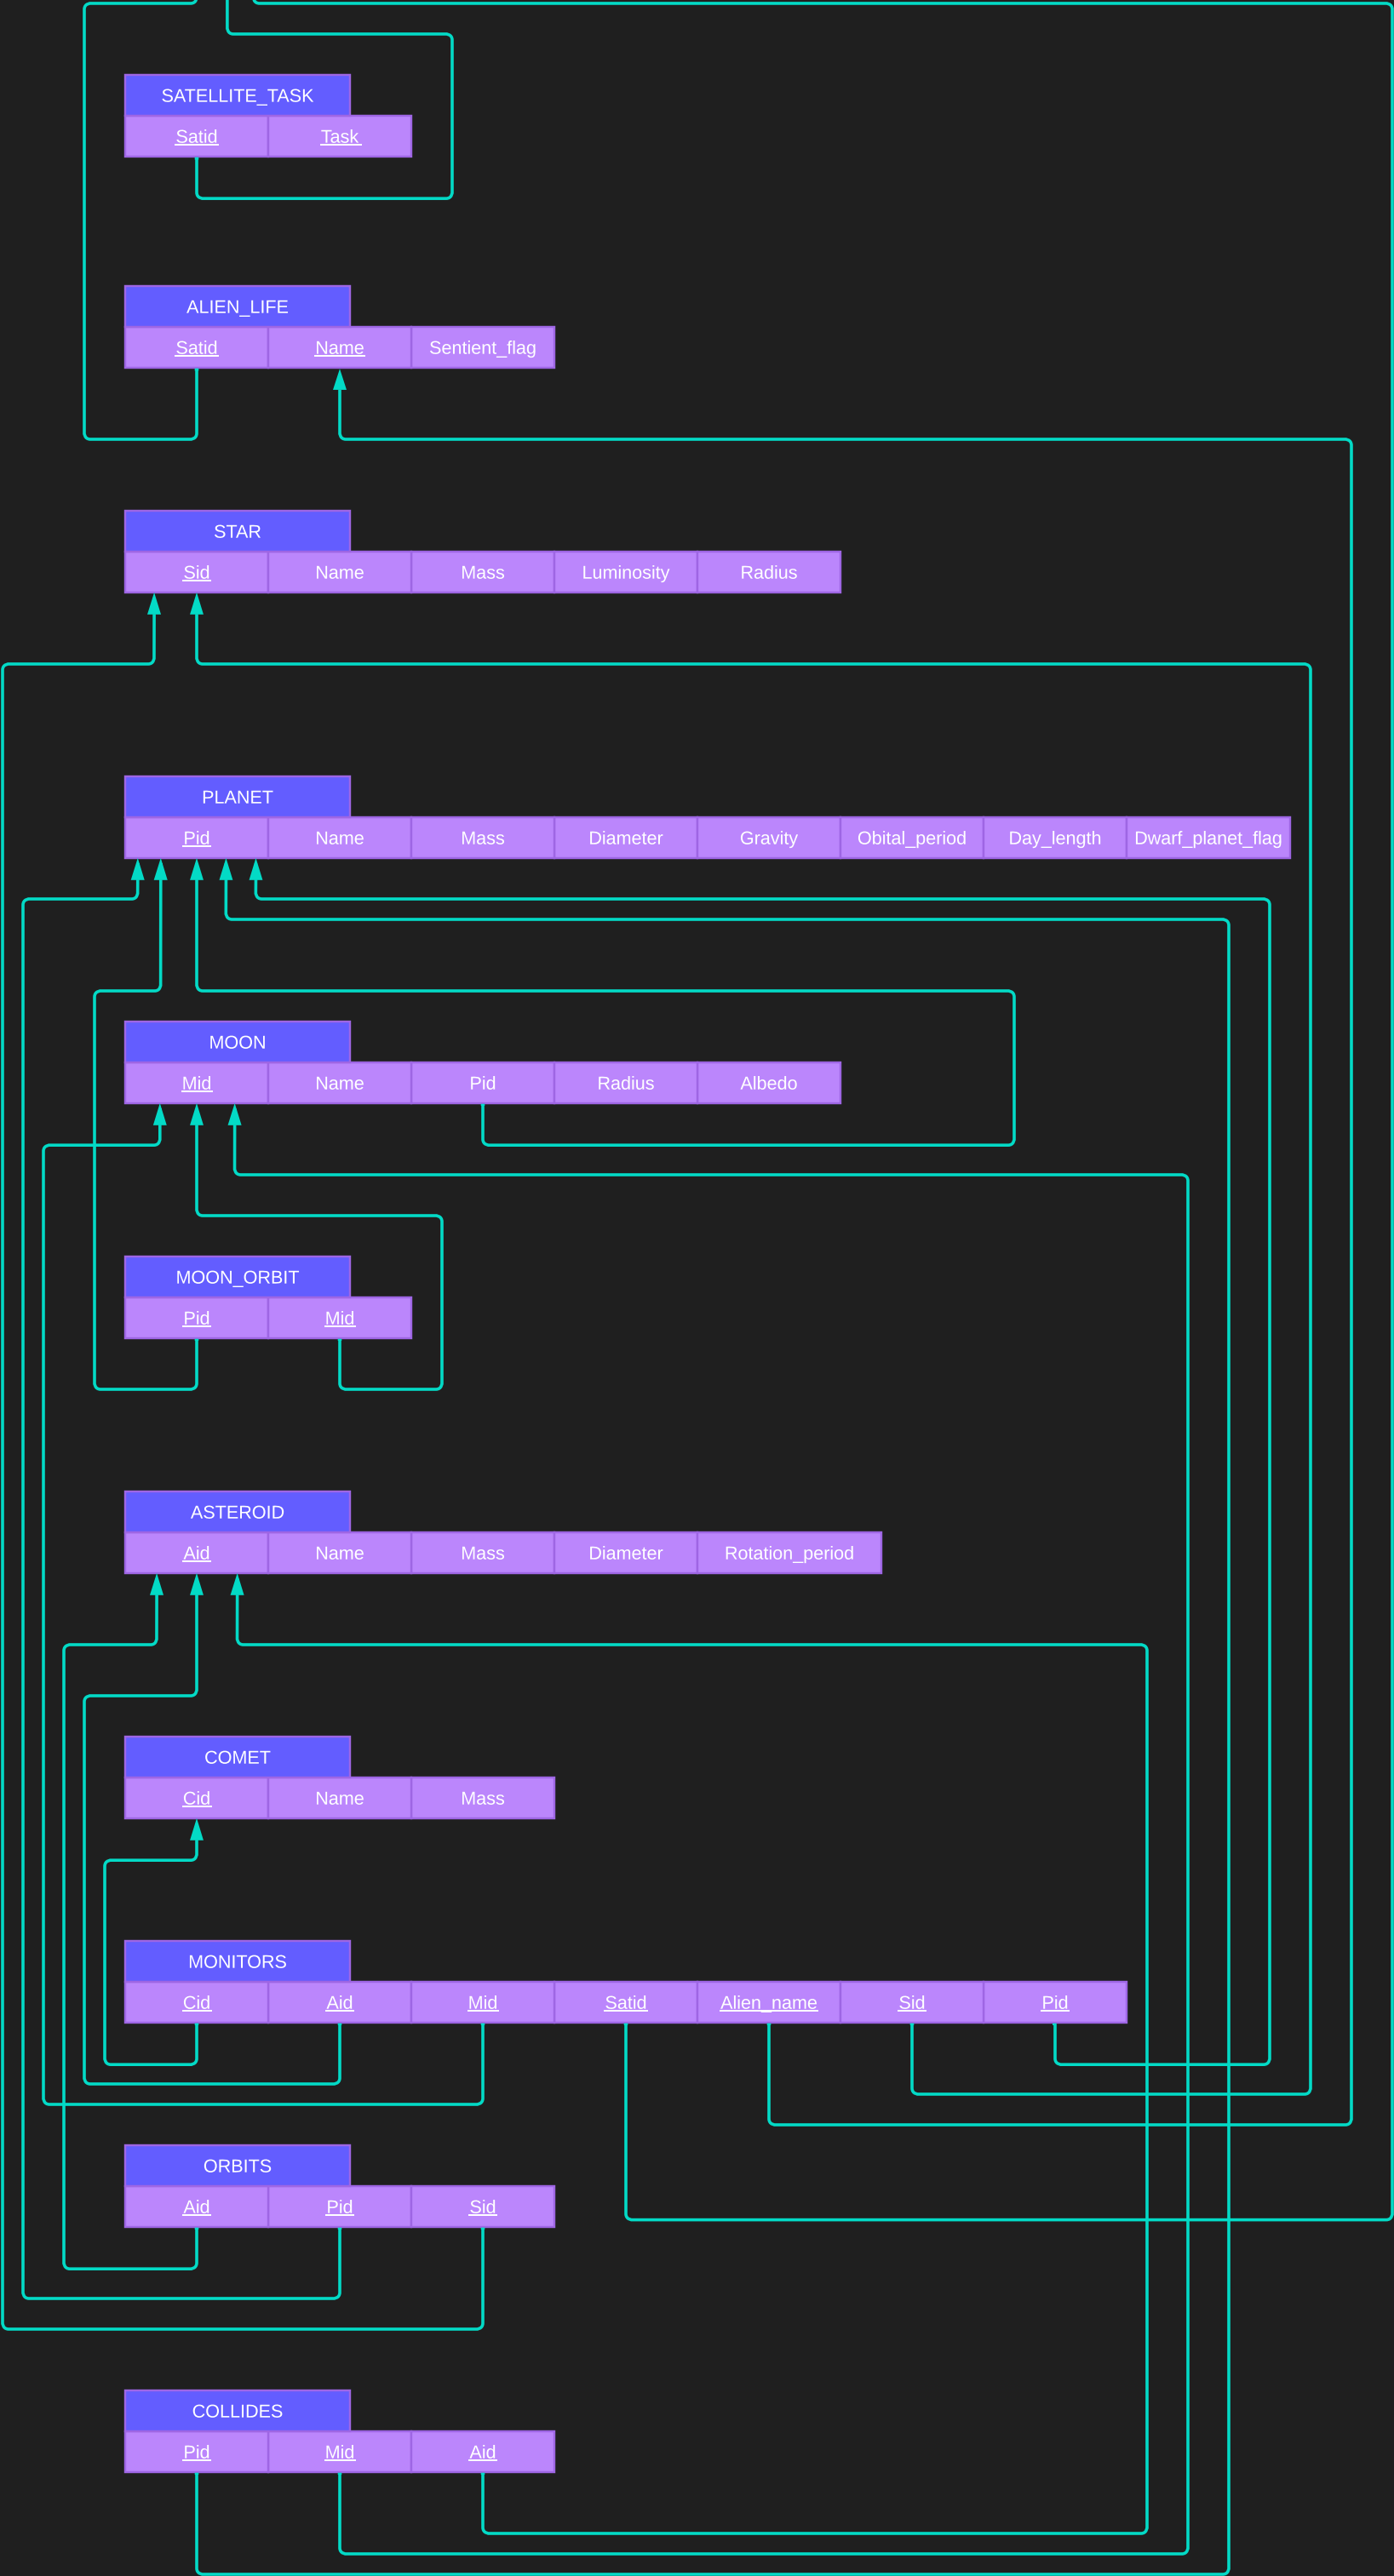 SATELLITE_TASK
Satid Task
ALIEN_LIFE
Satid Name Sentient_flag
STAR
Sid Name Mass Luminosity Radius
PLANET
Pid Name Mass Diameter Gravity Obital_period Day_length Dwarf_planet_flag
MOON
Mid Name Pid Radius Albedo
MOON_ORBIT
Pid Mid
ASTEROID
Aid Name Mass Diameter Rotation_period
COMET
Cid Name Mass
MONITORS
Cid Aid Mid Satid Alien_name Sid Pid
ORBITS
Aid Pid Sid
COLLIDES
Pid Mid Aid